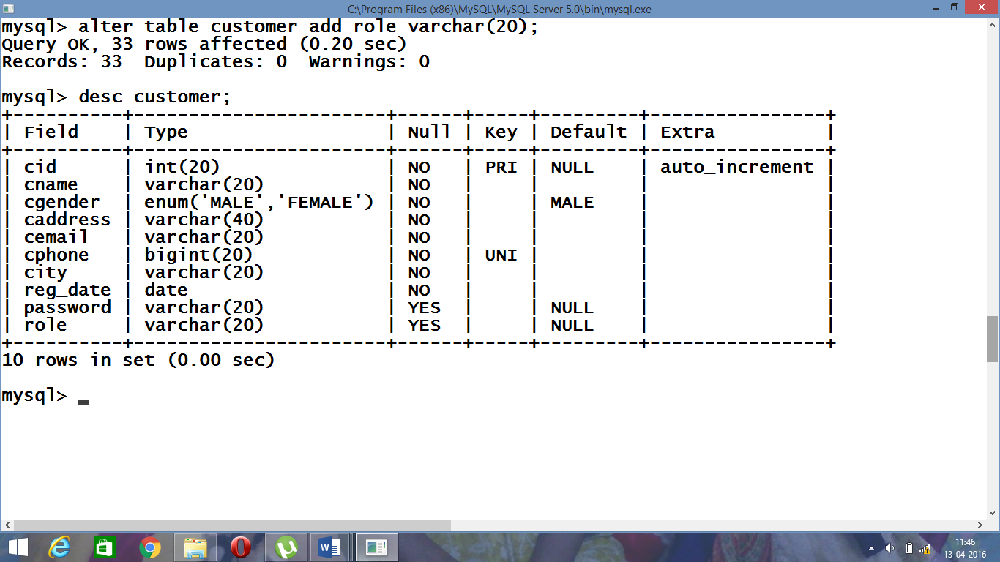 C:\Program Files (x86)\MySQL\MySQL Server 5.0\bin\mysql.exe
mysql> alter table customer add role varchar(20);
Query OK, 33 rows affected (0.20 sec)
Records: 33  Duplicates: 0  Warnings: 0
mysql> desc customer;
+----------+-----------------------+------+-----+---------+----------------+
| Field    | Type                  | Null | Key | Default | Extra          |
+----------+-----------------------+------+-----+---------+----------------+
| cid      | int(20)               | NO   | PRI | NULL    | auto_increment |
| cname    | varchar(20)           | NO   |     |         |                |
| cgender  | enum('MALE','FEMALE') | NO   |     | MALE    |                |
| caddress | varchar(40)           | NO   |     |         |                |
| cemail   | varchar(20)           | NO   |     |         |                |
| cphone   | bigint(20)            | NO   | UNI |         |                |
| city     | varchar(20)           | NO   |     |         |                |
| reg_date | date                  | NO   |     |         |                |
| password | varchar(20)           | YES  |     | NULL    |                |
| role     | varchar(20)           | YES  |     | NULL    |                |
+----------+-----------------------+------+-----+---------+----------------+
10 rows in set (0.00 sec)
mysql>
11:46
13-04-2016